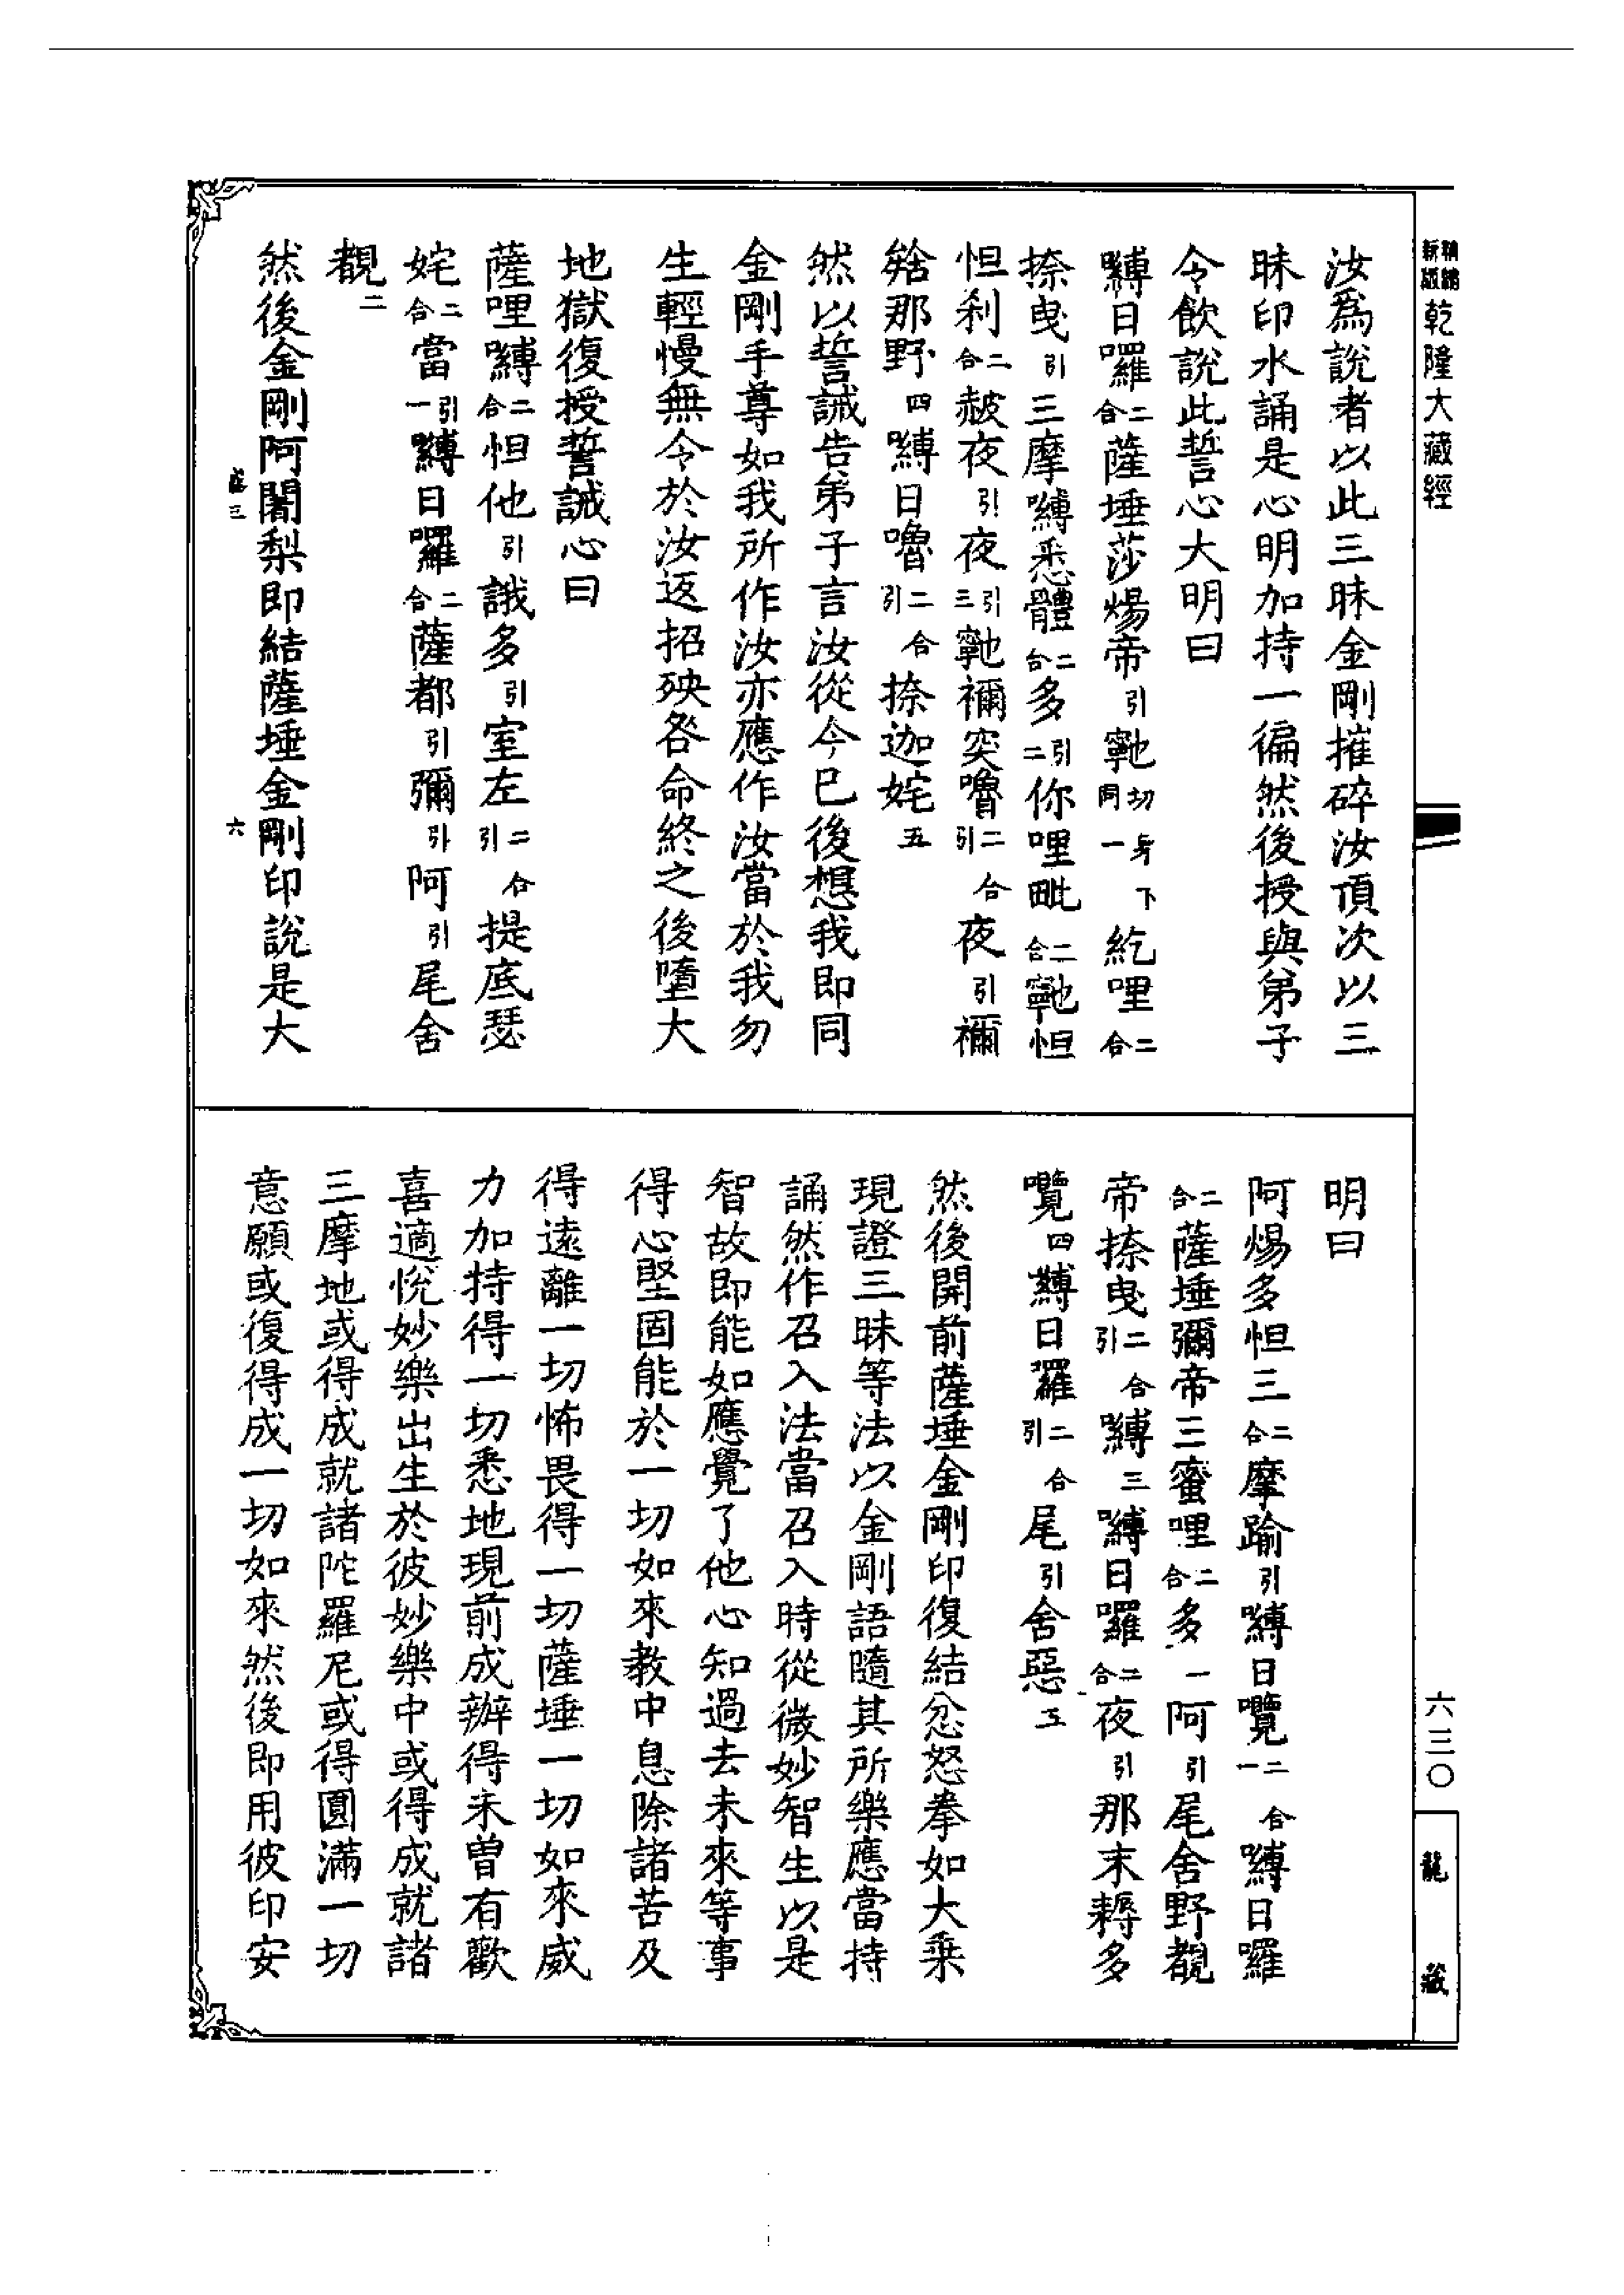 精繕新版乾隆大藏經
六三〇
龍藏
汝為說者以此三昧金剛摧碎汝頂次以三
昧印水誦是心明加持一徧然後授與弟子
令飲說此誓心大明曰
嚩日囉二合薩埵莎煬帝引𩕳切身下同一紇哩二合
捺曳引三摩嚩悉體二合多引二你哩毗二合𩕳怛
怛刹二合赦夜引夜引三𩕳禰突嚕二合引夜引禰
䭆那野四嚩日嚕二合引捺迦姹五
然以誓誡告弟子言汝從今已後想我即同
金剛手尊如我所作汝亦應作汝當於我勿
生輕慢無令於汝返招殃咎命終之後墮大
地獄復授誓誡心曰
薩哩嚩二合怛他引誐多引室左二合引提底瑟
姹二合當引一嚩日囉二合薩都引彌引阿引尾舍
覩二
然後金剛阿闍梨即結薩埵金剛印說是大
六
明曰
阿煬多怛三二合摩踰引嚩日囕二合一嚩日囉
二合薩埵彌帝三蜜哩二合多一阿引尾舍野覩
帝捺曳二合引嚩三嚩日囉二合夜引那末耨多
囕四嚩日羅二合引尾引舍惡五
然後開前薩埵金剛印復結忿怒拳如大乗
現證三昧等法以金剛語隨其所樂應當持
誦然作召入法當召入時從微妙智生以是
智故即能如應覺了他心知過去未來等事
得心堅固能於一切如來教中息除諸苦及
得遠離一切怖畏得一切薩埵一切如來威
力加持得一切悉地現前成辦得未曽有歡
喜適悅妙樂出生於彼妙樂中或得成就諸
三摩地或得成就諸陀羅尼或得圓滿一切
意願或復得成一切如來然後即用彼印安